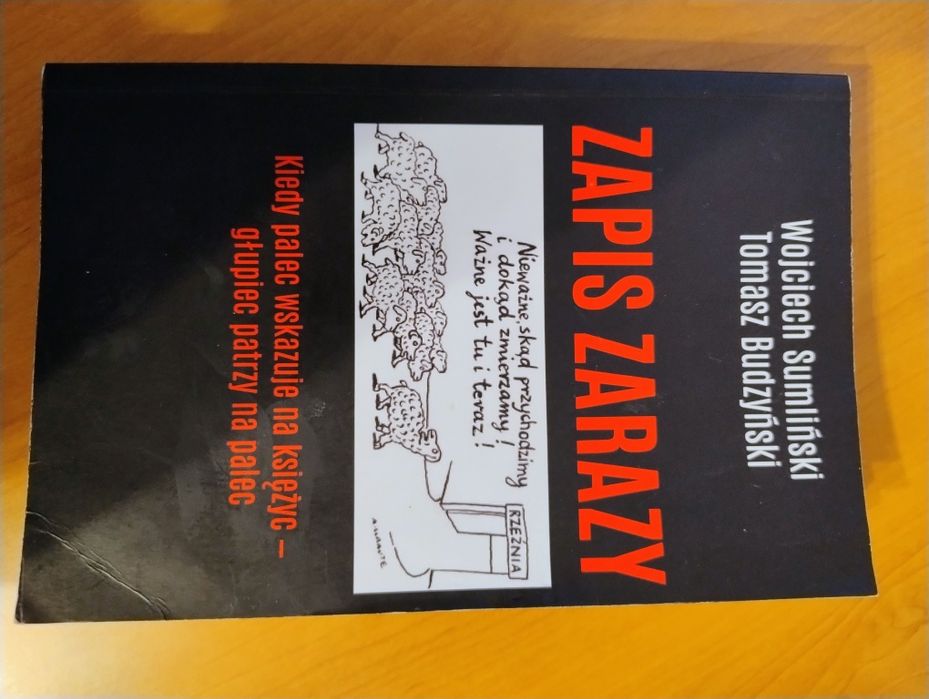 Wojciech Sumliński
Tomasz Budzyński
ZAPIS ZARAZY
Nieważne skąd przychodzimy
i dokąd zmierzamy!
Ważne jest tu i teraz!
RZEŹNIA
Kiedy palec wskazuje na księżyc –
głupiec patrzy na palec